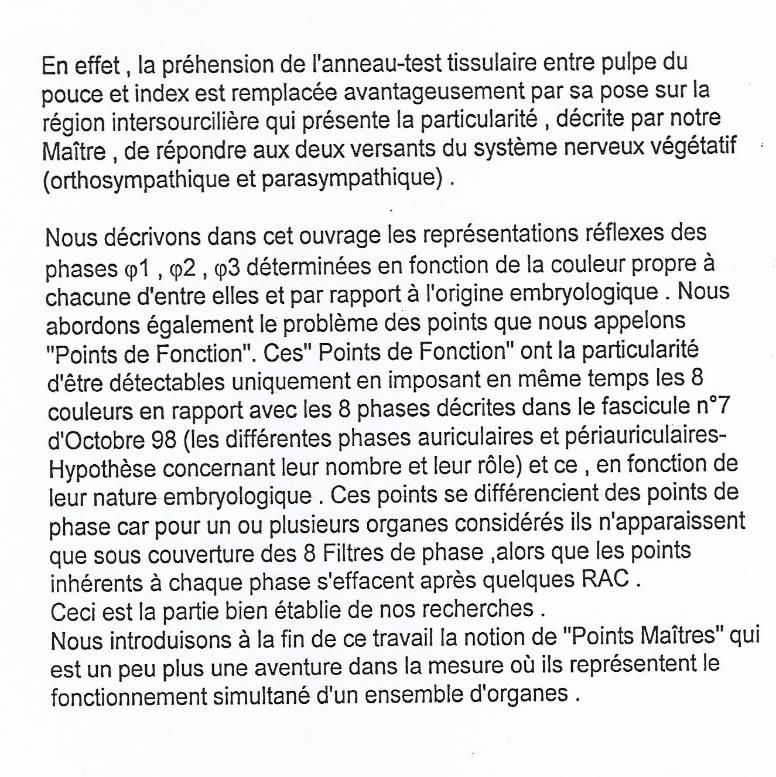 En effet , la préhension de l'anneau-test tissulaire entre pulpe du
pouce et index est remplacée avantageusement par sa pose sur la
région intersourcilière qui présente la particularité , décrite par notre
Maître , de répondre aux deux versants du système nerveux végétatif
(orthosympathique et parasympathique) .
Nous décrivons dans cet ouvrage les représentations réflexes des
phases φ1 , φ2 , φ3 déterminées en fonction de la couleur propre à
chacune d'entre elles et par rapport à l'origine embryologique . Nous
abordons également le problème des points que nous appelons
"Points de Fonction". Ces" Points de Fonction" ont la particularité
d'être détectables uniquement en imposant en même temps les 8
couleurs en rapport avec les 8 phases décrites dans le fascicule n°7
d'Octobre 98 (les différentes phases auriculaires et périauriculaires-
Hypothèse concernant leur nombre et leur rôle) et ce , en fonction de
leur nature embryologique . Ces points se différencient des points de
phase car pour un ou plusieurs organes considérés ils n'apparaissent
que sous couverture des 8 Filtres de phase ,alors que les points
inhérents à chaque phase s'effacent après quelques RAC .
Ceci est la partie bien établie de nos recherches .
Nous introduisons à la fin de ce travail la notion de "Points Maîtres" qui
est un peu plus une aventure dans la mesure où ils représentent le
fonctionnement simultané d'un ensemble d'organes .